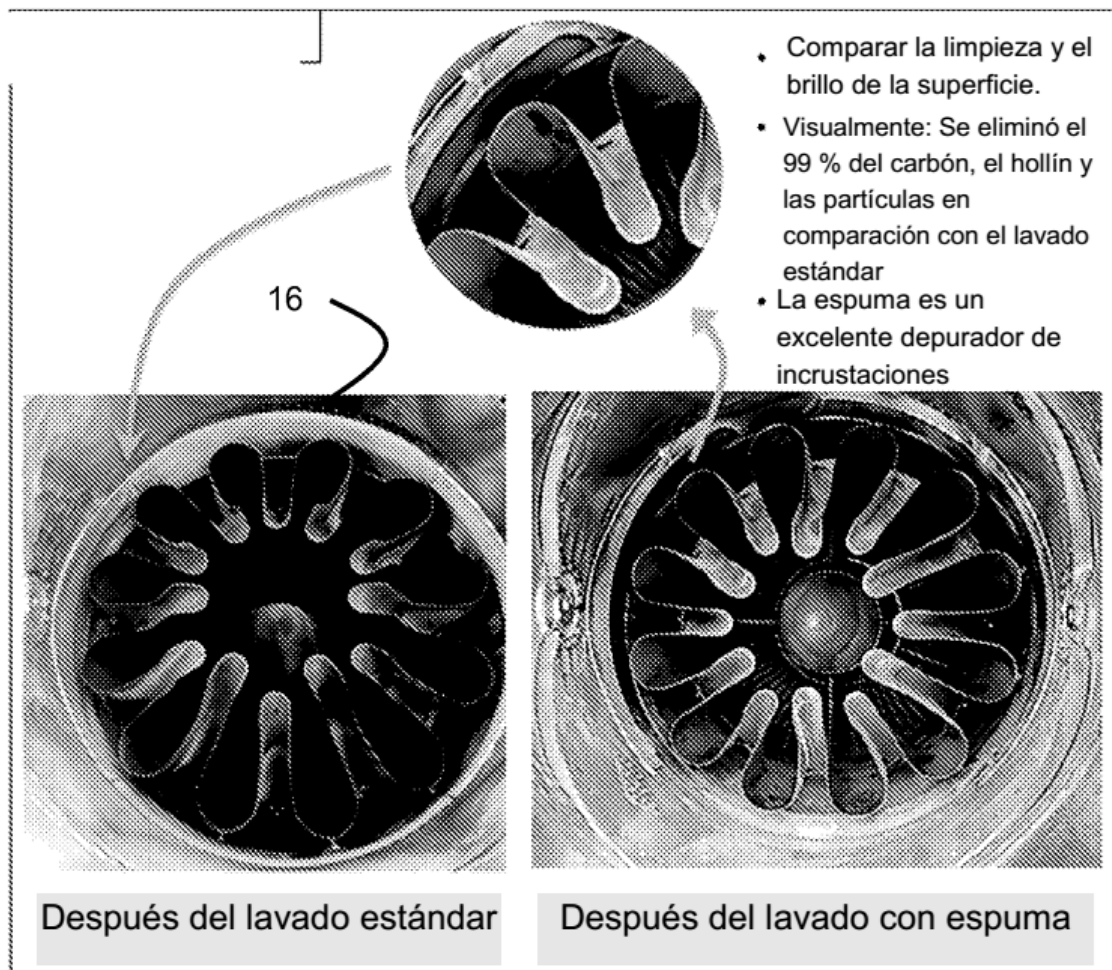 Comparar la limpieza y el
brillo de la superficie.
Visualmente: Se eliminó el
99 % del carbón, el hollín y
las partículas en
comparación con el lavado
estándar
La espuma es un
excelente depurador de
incrustaciones
16
Después del lavado estándar
Después del lavado con espuma